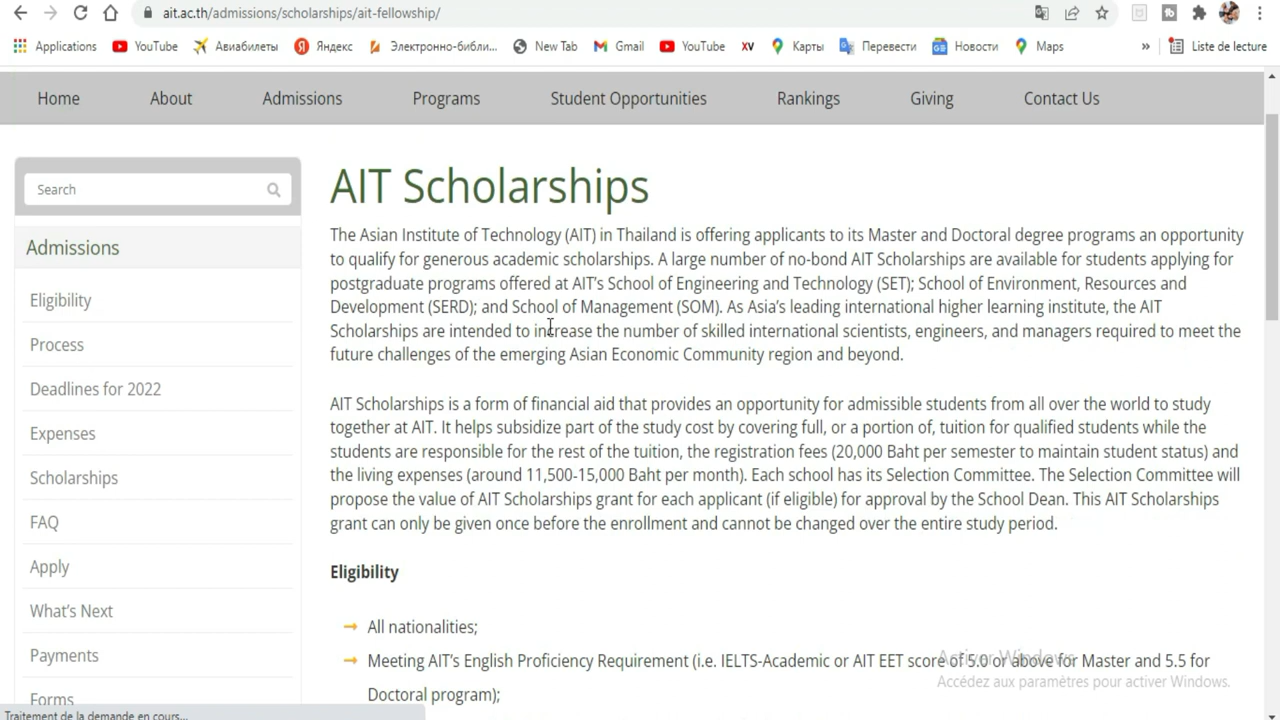 ait.ac.th/admissions/scholarships/ait-fellowship/
Applications
YouTube
Авиабилеты
Яндекс
Электронно-библи...
New Tab
Gmail
YouTube
XV
Карты
Перевести
Новости
Maps
»
Liste de lecture
Home
About
Admissions
Programs
Student Opportunities
Rankings
Giving
Contact Us
Search
Admissions
Eligibility
Process
Deadlines for 2022
Expenses
Scholarships
FAQ
Apply
What's Next
Payments
Forms
AIT Scholarships
The Asian Institute of Technology (AIT) in Thailand is offering applicants to its Master and Doctoral degree programs an opportunity
to qualify for generous academic scholarships. A large number of no-bond AIT Scholarships are available for students applying for
postgraduate programs offered at AIT's School of Engineering and Technology (SET); School of Environment, Resources and
Development (SERD); and School of Management (SOM). As Asia's leading international higher learning institute, the AIT
Scholarships are intended to increase the number of skilled international scientists, engineers, and managers required to meet the
future challenges of the emerging Asian Economic Community region and beyond.
AIT Scholarships is a form of financial aid that provides an opportunity for admissible students from all over the world to study
together at AIT. It helps subsidize part of the study cost by covering full, or a portion of, tuition for qualified students while the
students are responsible for the rest of the tuition, the registration fees (20,000 Baht per semester to maintain student status) and
the living expenses (around 11,500-15,000 Baht per month). Each school has its Selection Committee. The Selection Committee will
propose the value of AIT Scholarships grant for each applicant (if eligible) for approval by the School Dean. This AIT Scholarships
grant can only be given once before the enrollment and cannot be changed over the entire study period.
Eligibility
All nationalities;
Meeting AIT's English Proficiency Requirement (i.e. IELTS-Academic or AIT EET score of 5.0 or above for Master and 5.5 for
Doctoral program);
Activer Windows
Accédez aux paramètres pour activer Windows.
Traitement de la demande en cours...